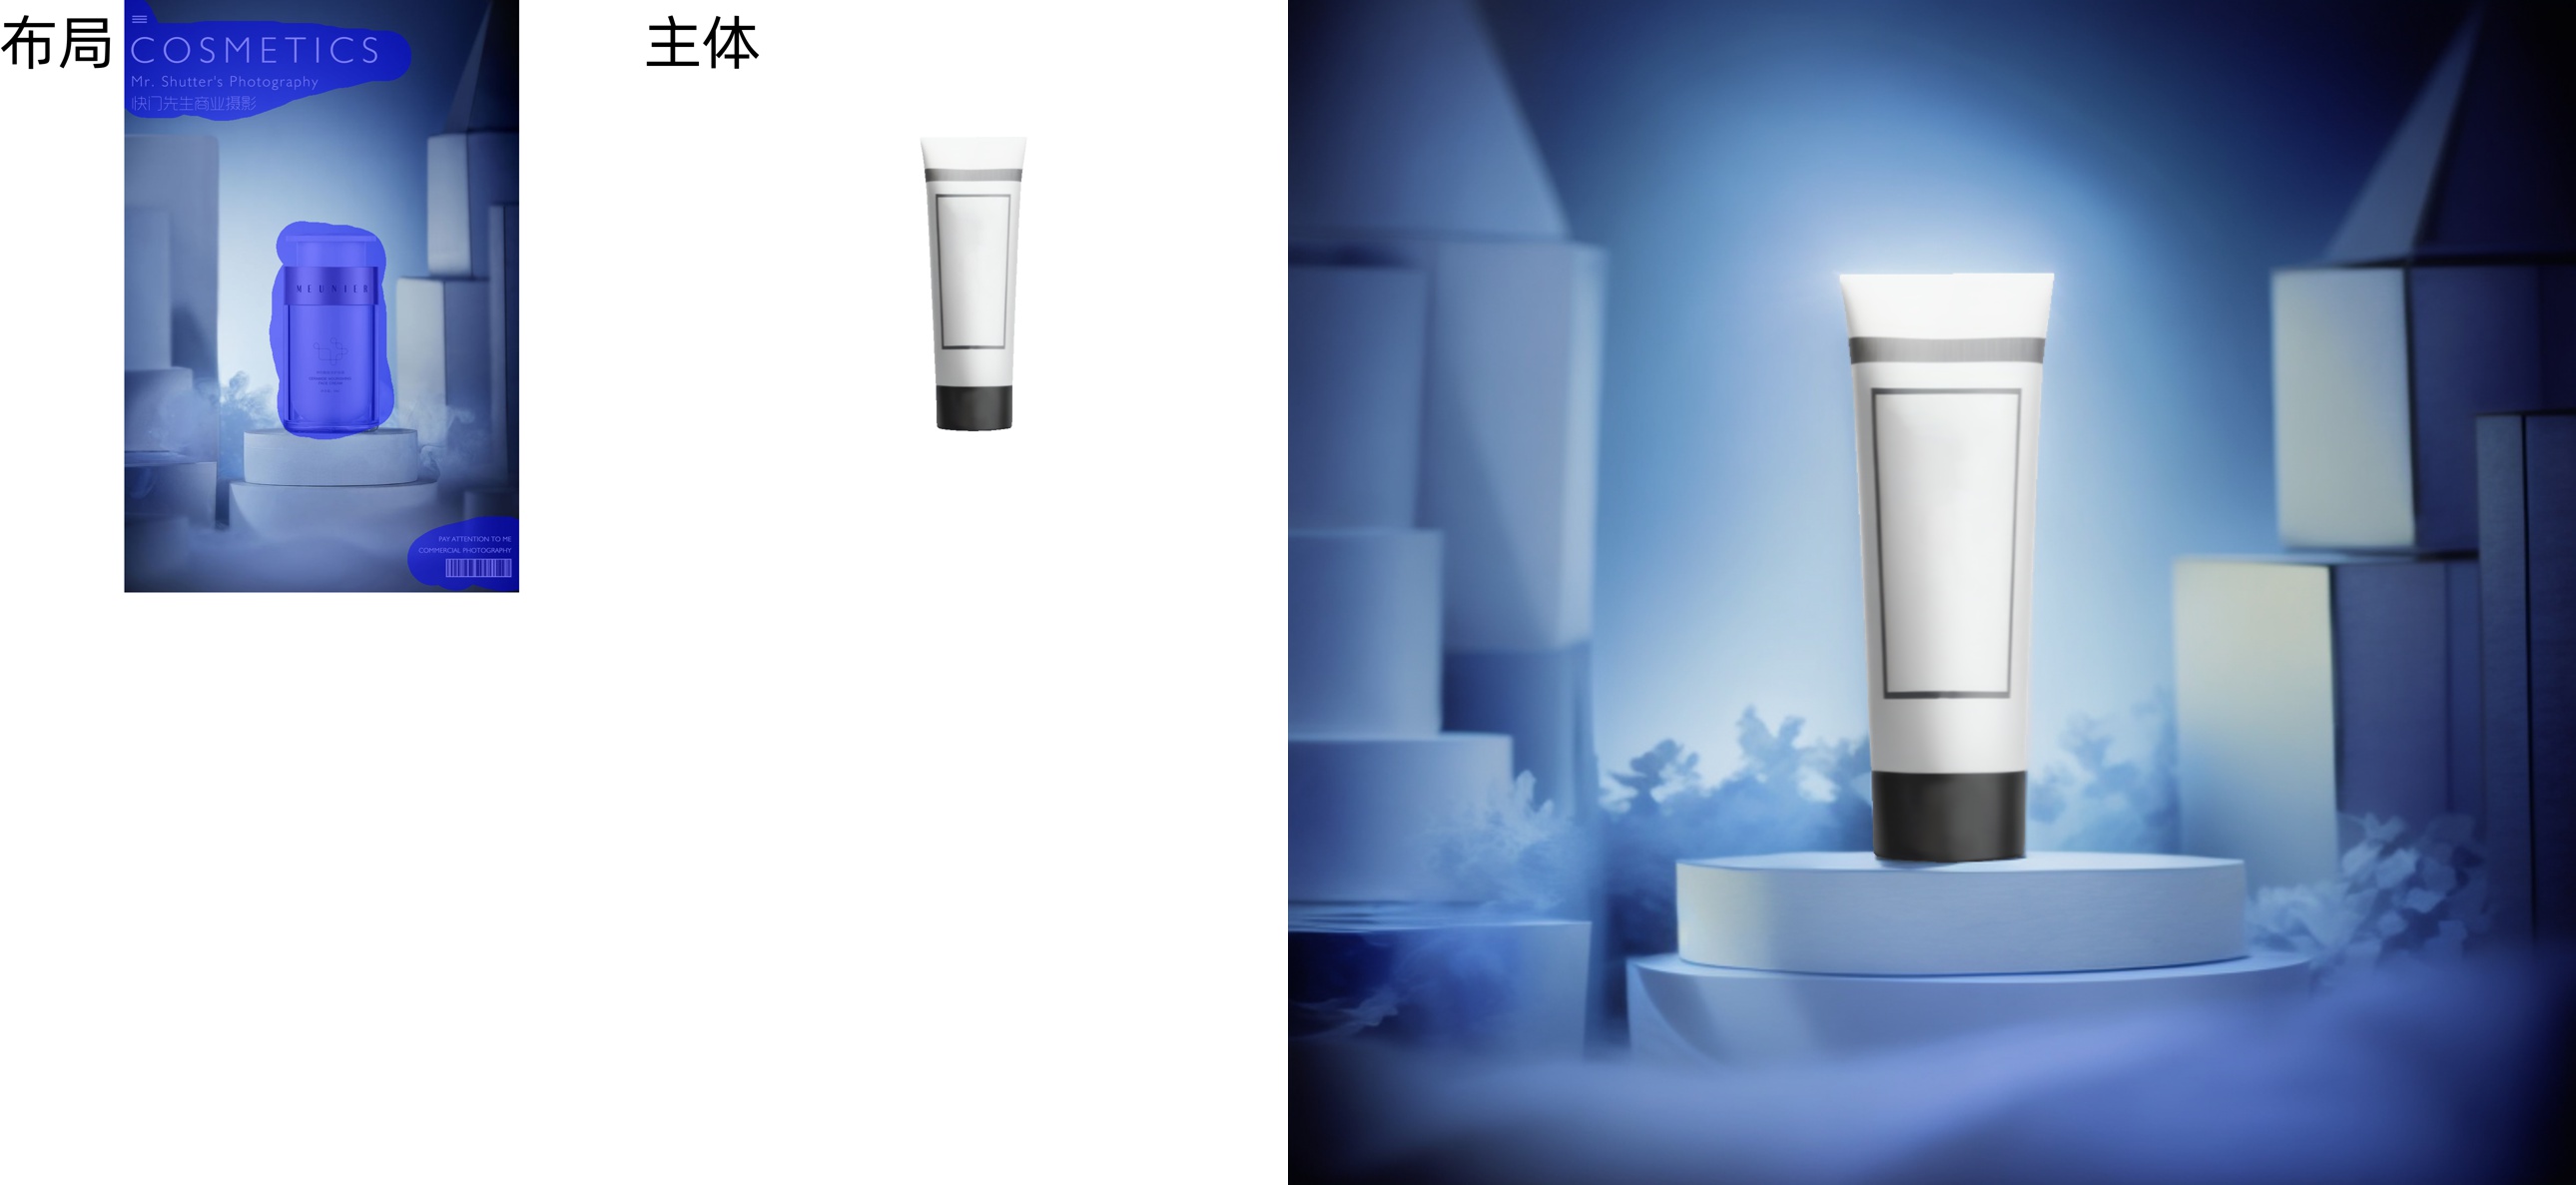 布局
COSMETICS
Mr. Shutter's Photography
快门先生商业摄影
MEUNIER
PAY ATTENTION TO ME
COMMERCIAL PHOTOGRAPHY
主体